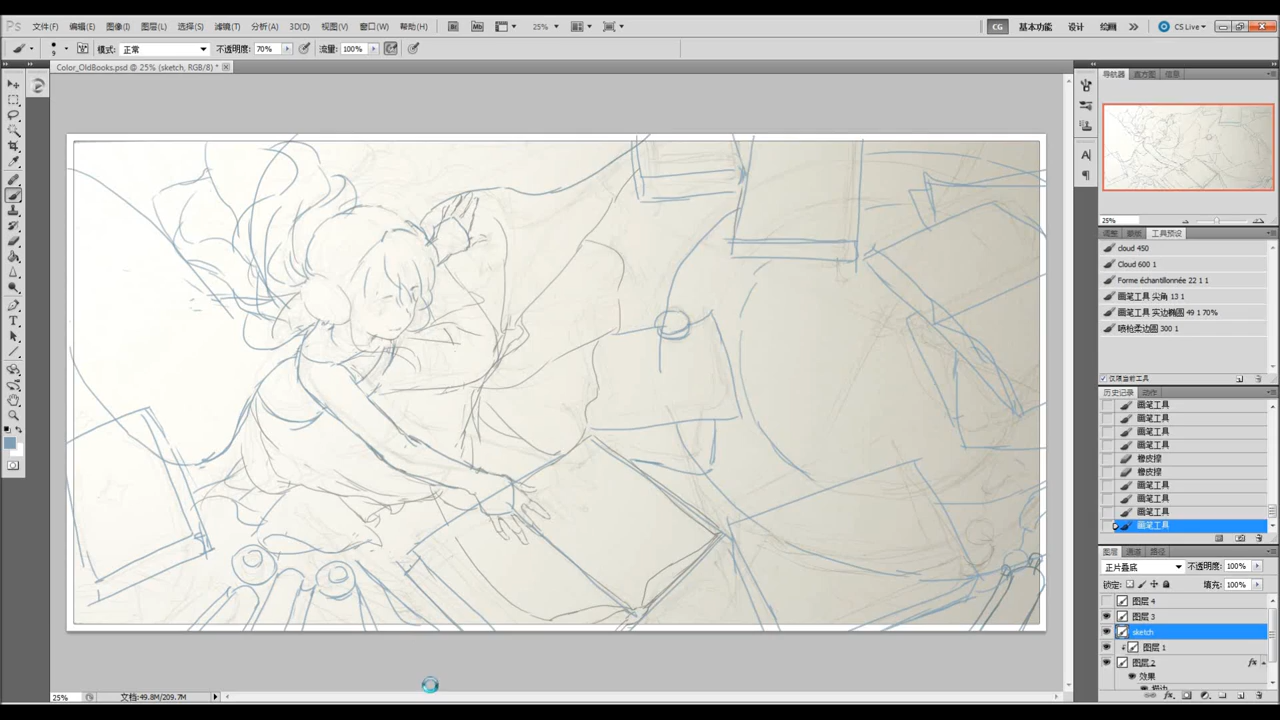 Ps 文件(F) 编辑(E) 图像(I) 图层(L) 选择(S) 滤镜(T) 分析(A) 3D(D) 视图(V) 窗口(W) 帮助(H) Br Mb 25% CG 基本功能 设计 绘画 CS Live
9 模式: 正常 不透明度: 70% 流量: 100%
Color_OldBooks.psd @ 25% (sketch, RGB/8) *
导航器 直方图 信息
25%
调整 蒙版 工具预设
cloud 450
Cloud 600 1
Forme échantillonnée 22 1 1
画笔工具 尖角 13 1
画笔工具 实边椭圆 49 1 70%
喷枪柔边圆 300 1
仅限当前工具
历史记录 动作
画笔工具
画笔工具
画笔工具
画笔工具
橡皮擦
橡皮擦
画笔工具
画笔工具
画笔工具
画笔工具
图层 通道 路径
正片叠底 不透明度: 100%
锁定: 填充: 100%
图层 4
图层 3
sketch
图层 1
图层 2 fx
效果
描边
25% 文档:49.8M/209.7M